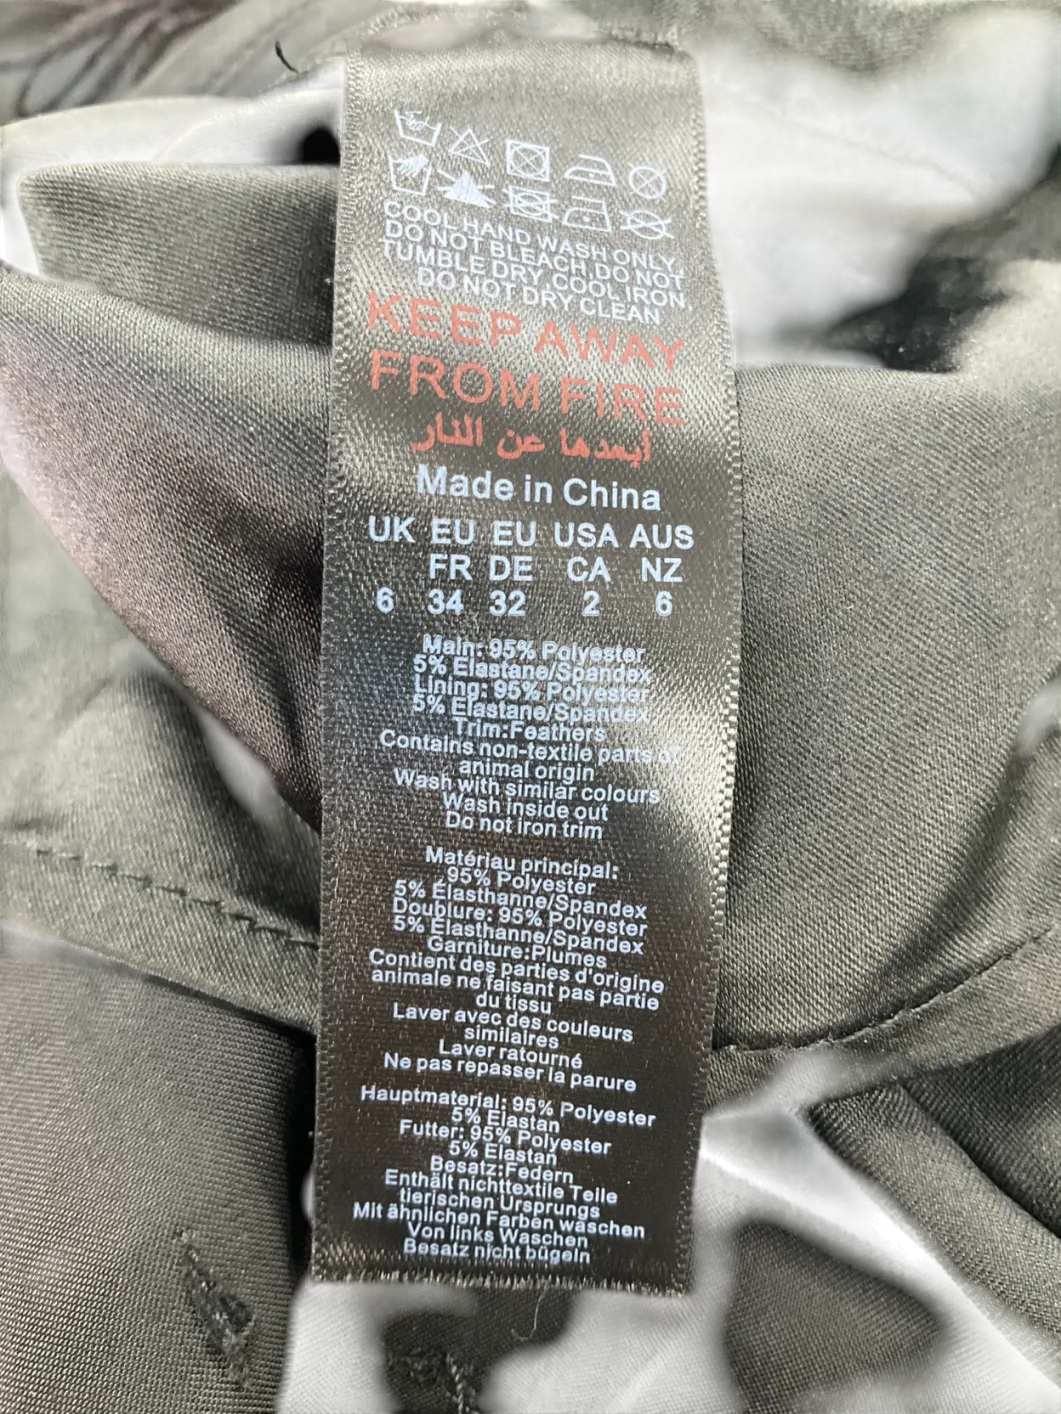 COOL HAND WASH ONLY,
DO NOT BLEACH,DO NOT
TUMBLE DRY,COOL IRON,
DO NOT DRY CLEAN
KEEP AWAY
FROM FIRE
أبعدها عن النار
Made in China
UK EU EU USA AUS
FR DE CA NZ
6 34 32 2 6
Main: 95% Polyester
5% Elastane/Spandex
Lining: 95% Polyester
5% Elastane/Spandex
Trim:Feathers
Contains non-textile parts of
animal origin
Wash with similar colours
Wash inside out
Do not iron trim
Matériau principal:
95% Polyester
5% Élasthanne/Spandex
Doublure: 95% Polyester
5% Élasthanne/Spandex
Garniture:Plumes
Contient des parties d'origine
animale ne faisant pas partie
du tissu
Laver avec des couleurs
similaires
Laver retourné
Ne pas repasser la parure
Hauptmaterial: 95% Polyester
5% Elastan
Futter: 95% Polyester
5% Elastan
Besatz:Federn
Enthält nichttextile Teile
tierischen Ursprungs
Mit ähnlichen Farben waschen
Von links Waschen
Besatz nicht bügeln